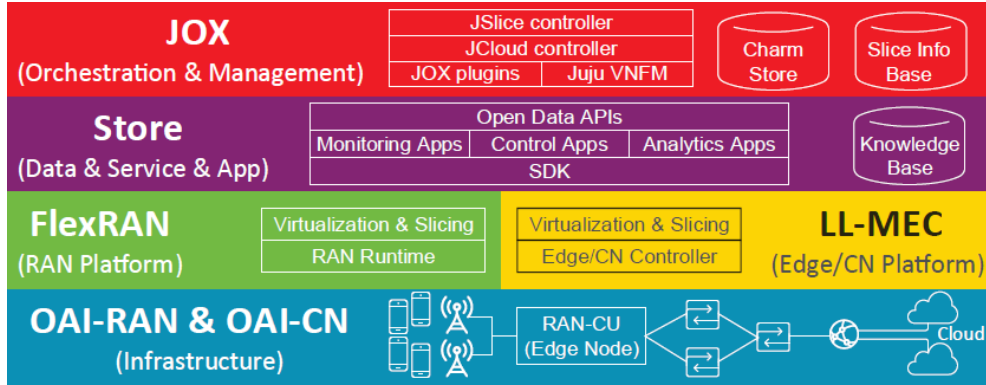 JOX
(Orchestration & Management)
JSlice controller
JCloud controller
JOX plugins
Juju VNFM
Charm
Store
Slice Info
Base
Store
(Data & Service & App)
Open Data APIs
Monitoring Apps
Control Apps
Analytics Apps
SDK
Knowledge
Base
FlexRAN
(RAN Platform)
Virtualization & Slicing
RAN Runtime
Virtualization & Slicing
Edge/CN Controller
LL-MEC
(Edge/CN Platform)
OAI-RAN & OAI-CN
(Infrastructure)
RAN-CU
(Edge Node)
Cloud